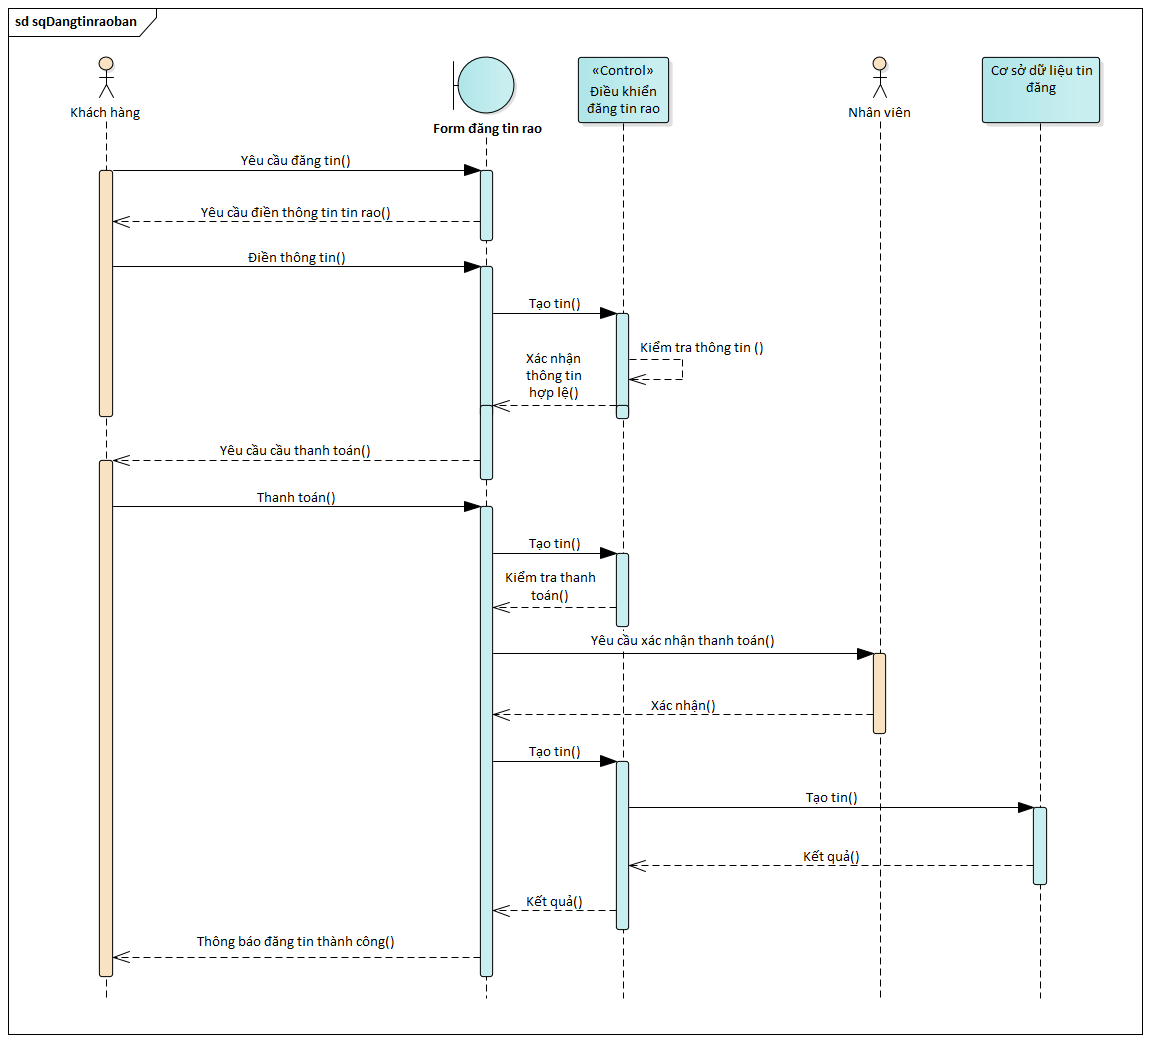 sd sqDangtinraoban
Khách hàng
Form đăng tin rao
«Control»
Điều khiển
đăng tin rao
Nhân viên
Cơ sở dữ liệu tin
đăng
Yêu cầu đăng tin()
Yêu cầu điền thông tin tin rao()
Điền thông tin()
Tạo tin()
Kiểm tra thông tin ()
Xác nhận
thông tin
hợp lệ()
Yêu cầu cầu thanh toán()
Thanh toán()
Tạo tin()
Kiểm tra thanh
toán()
Yêu cầu xác nhận thanh toán()
Xác nhận()
Tạo tin()
Tạo tin()
Kết quả()
Kết quả()
Thông báo đăng tin thành công()